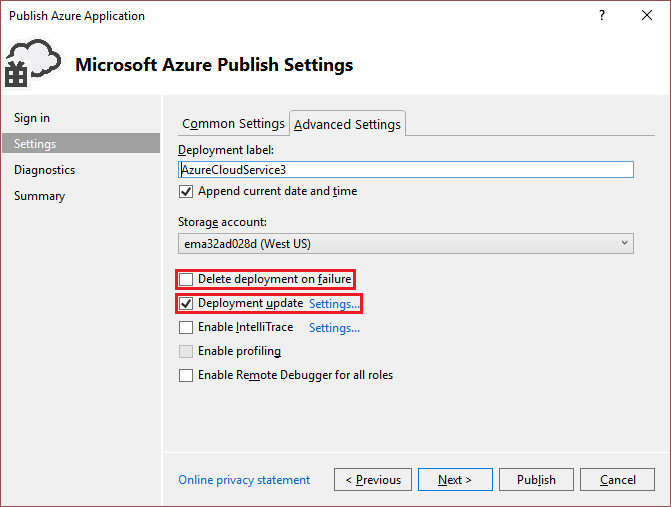 Publish Azure Application
?
Microsoft Azure Publish Settings
Sign in
Settings
Diagnostics
Summary
Common Settings Advanced Settings
Deployment label:
AzureCloudService3
Append current date and time
Storage account:
ema32ad028d (West US)
Delete deployment on failure
Deployment update Settings...
Enable IntelliTrace Settings...
Enable profiling
Enable Remote Debugger for all roles
Online privacy statement < Previous Next > Publish Cancel